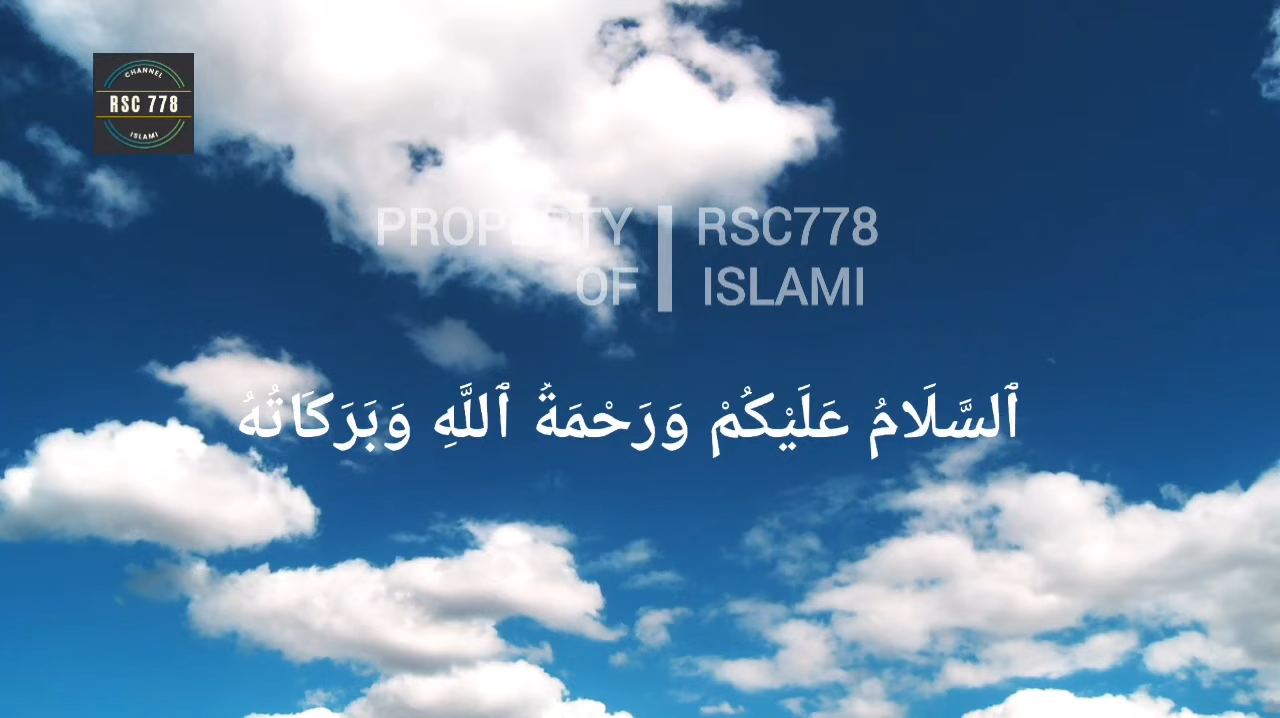 CHANNEL
RSC 778
ISLAMI
PROPERTY OF
RSC778 ISLAMI
ٱلسَّلَامُ عَلَيْكُمْ وَرَحْمَةُ ٱللَّهِ وَبَرَكَاتُهُ